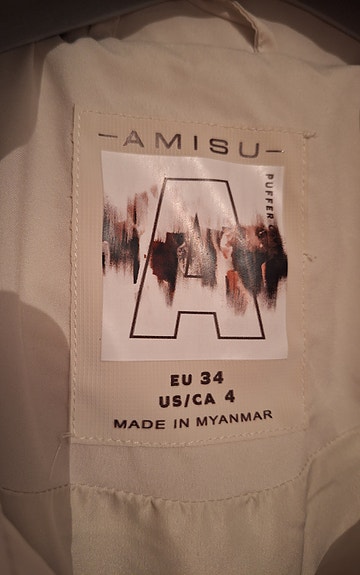 -AMISU-
PUFFER
A
EU 34
US/CA 4
MADE IN MYANMAR